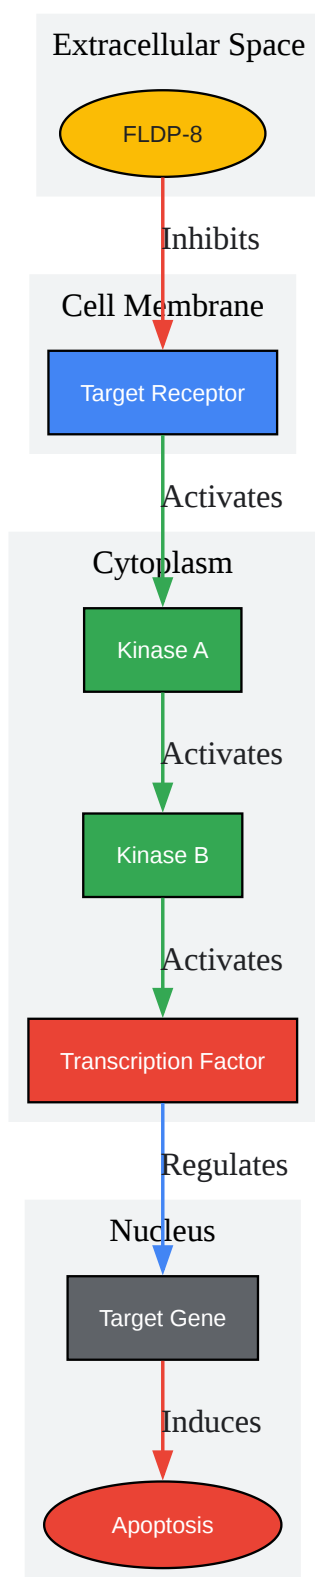 Extracellular Space
FLDP-8
Inhibits
Cell Membrane
Target Receptor
Activates
Cytoplasm
Kinase A
Activates
Kinase B
Activates
Transcription Factor
Regulates
Nucleus
Target Gene
Induces
Apoptosis